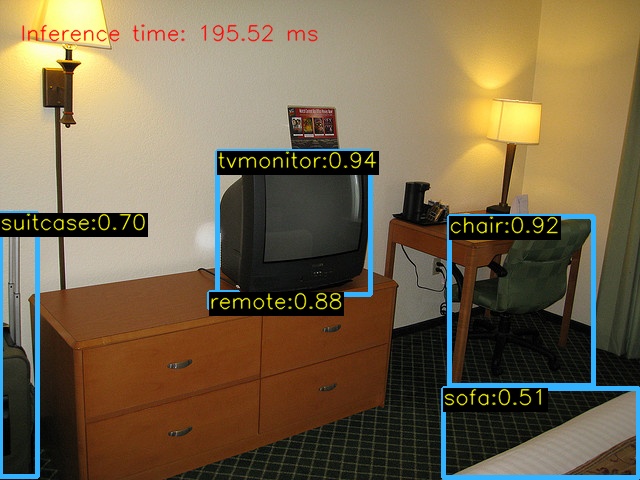 Inference time: 195.52 ms
tvmonitor:0.94
suitcase:0.70
chair:0.92
remote:0.88
sofa:0.51